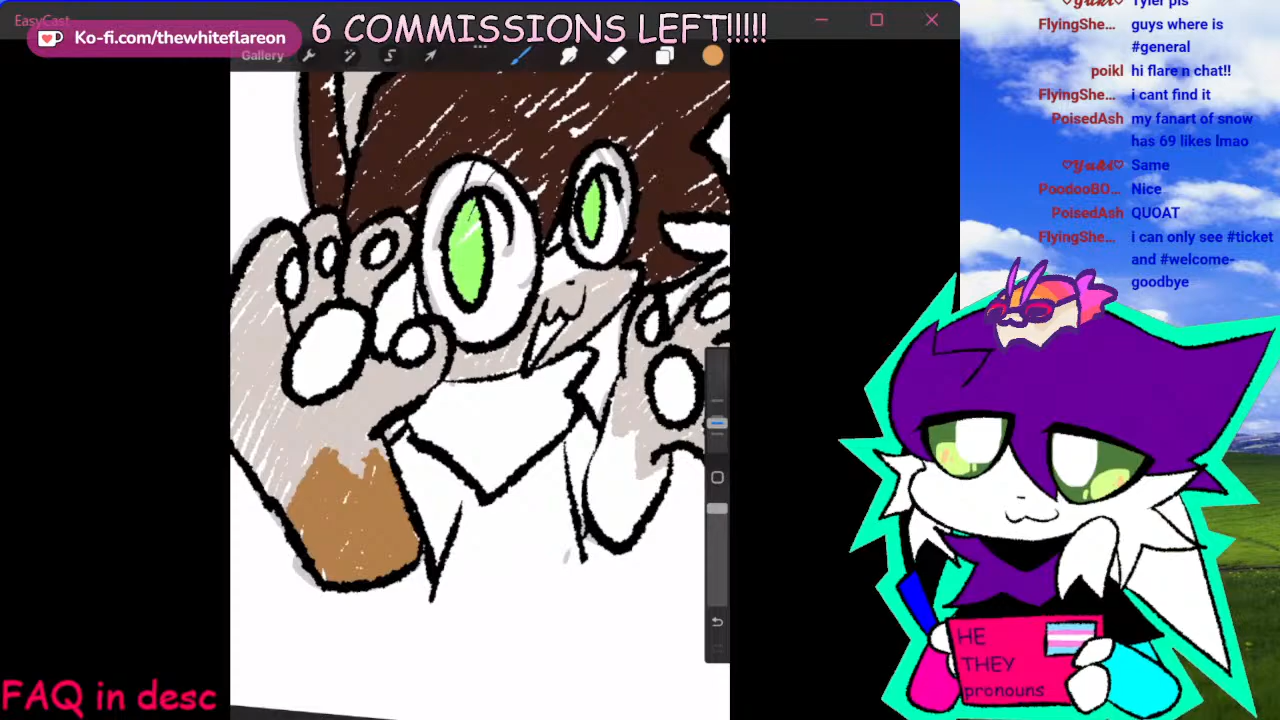 EasyCast
Ko-fi.com/thewhiteflareon
6 COMMISSIONS LEFT!!!!!
Gallery
♡𝓨𝓾𝓴𝓲♡ Tyler pls
FlyingShe... guys where is
#general
poikl hi flare n chat!!
FlyingShe... i cant find it
PoisedAsh my fanart of snow
has 69 likes lmao
♡𝓨𝓾𝓴𝓲♡ Same
PoodooBO... Nice
PoisedAsh QUOAT
FlyingShe... i can only see #ticket
and #welcome-
goodbye
HE
THEY
pronouns
FAQ in desc